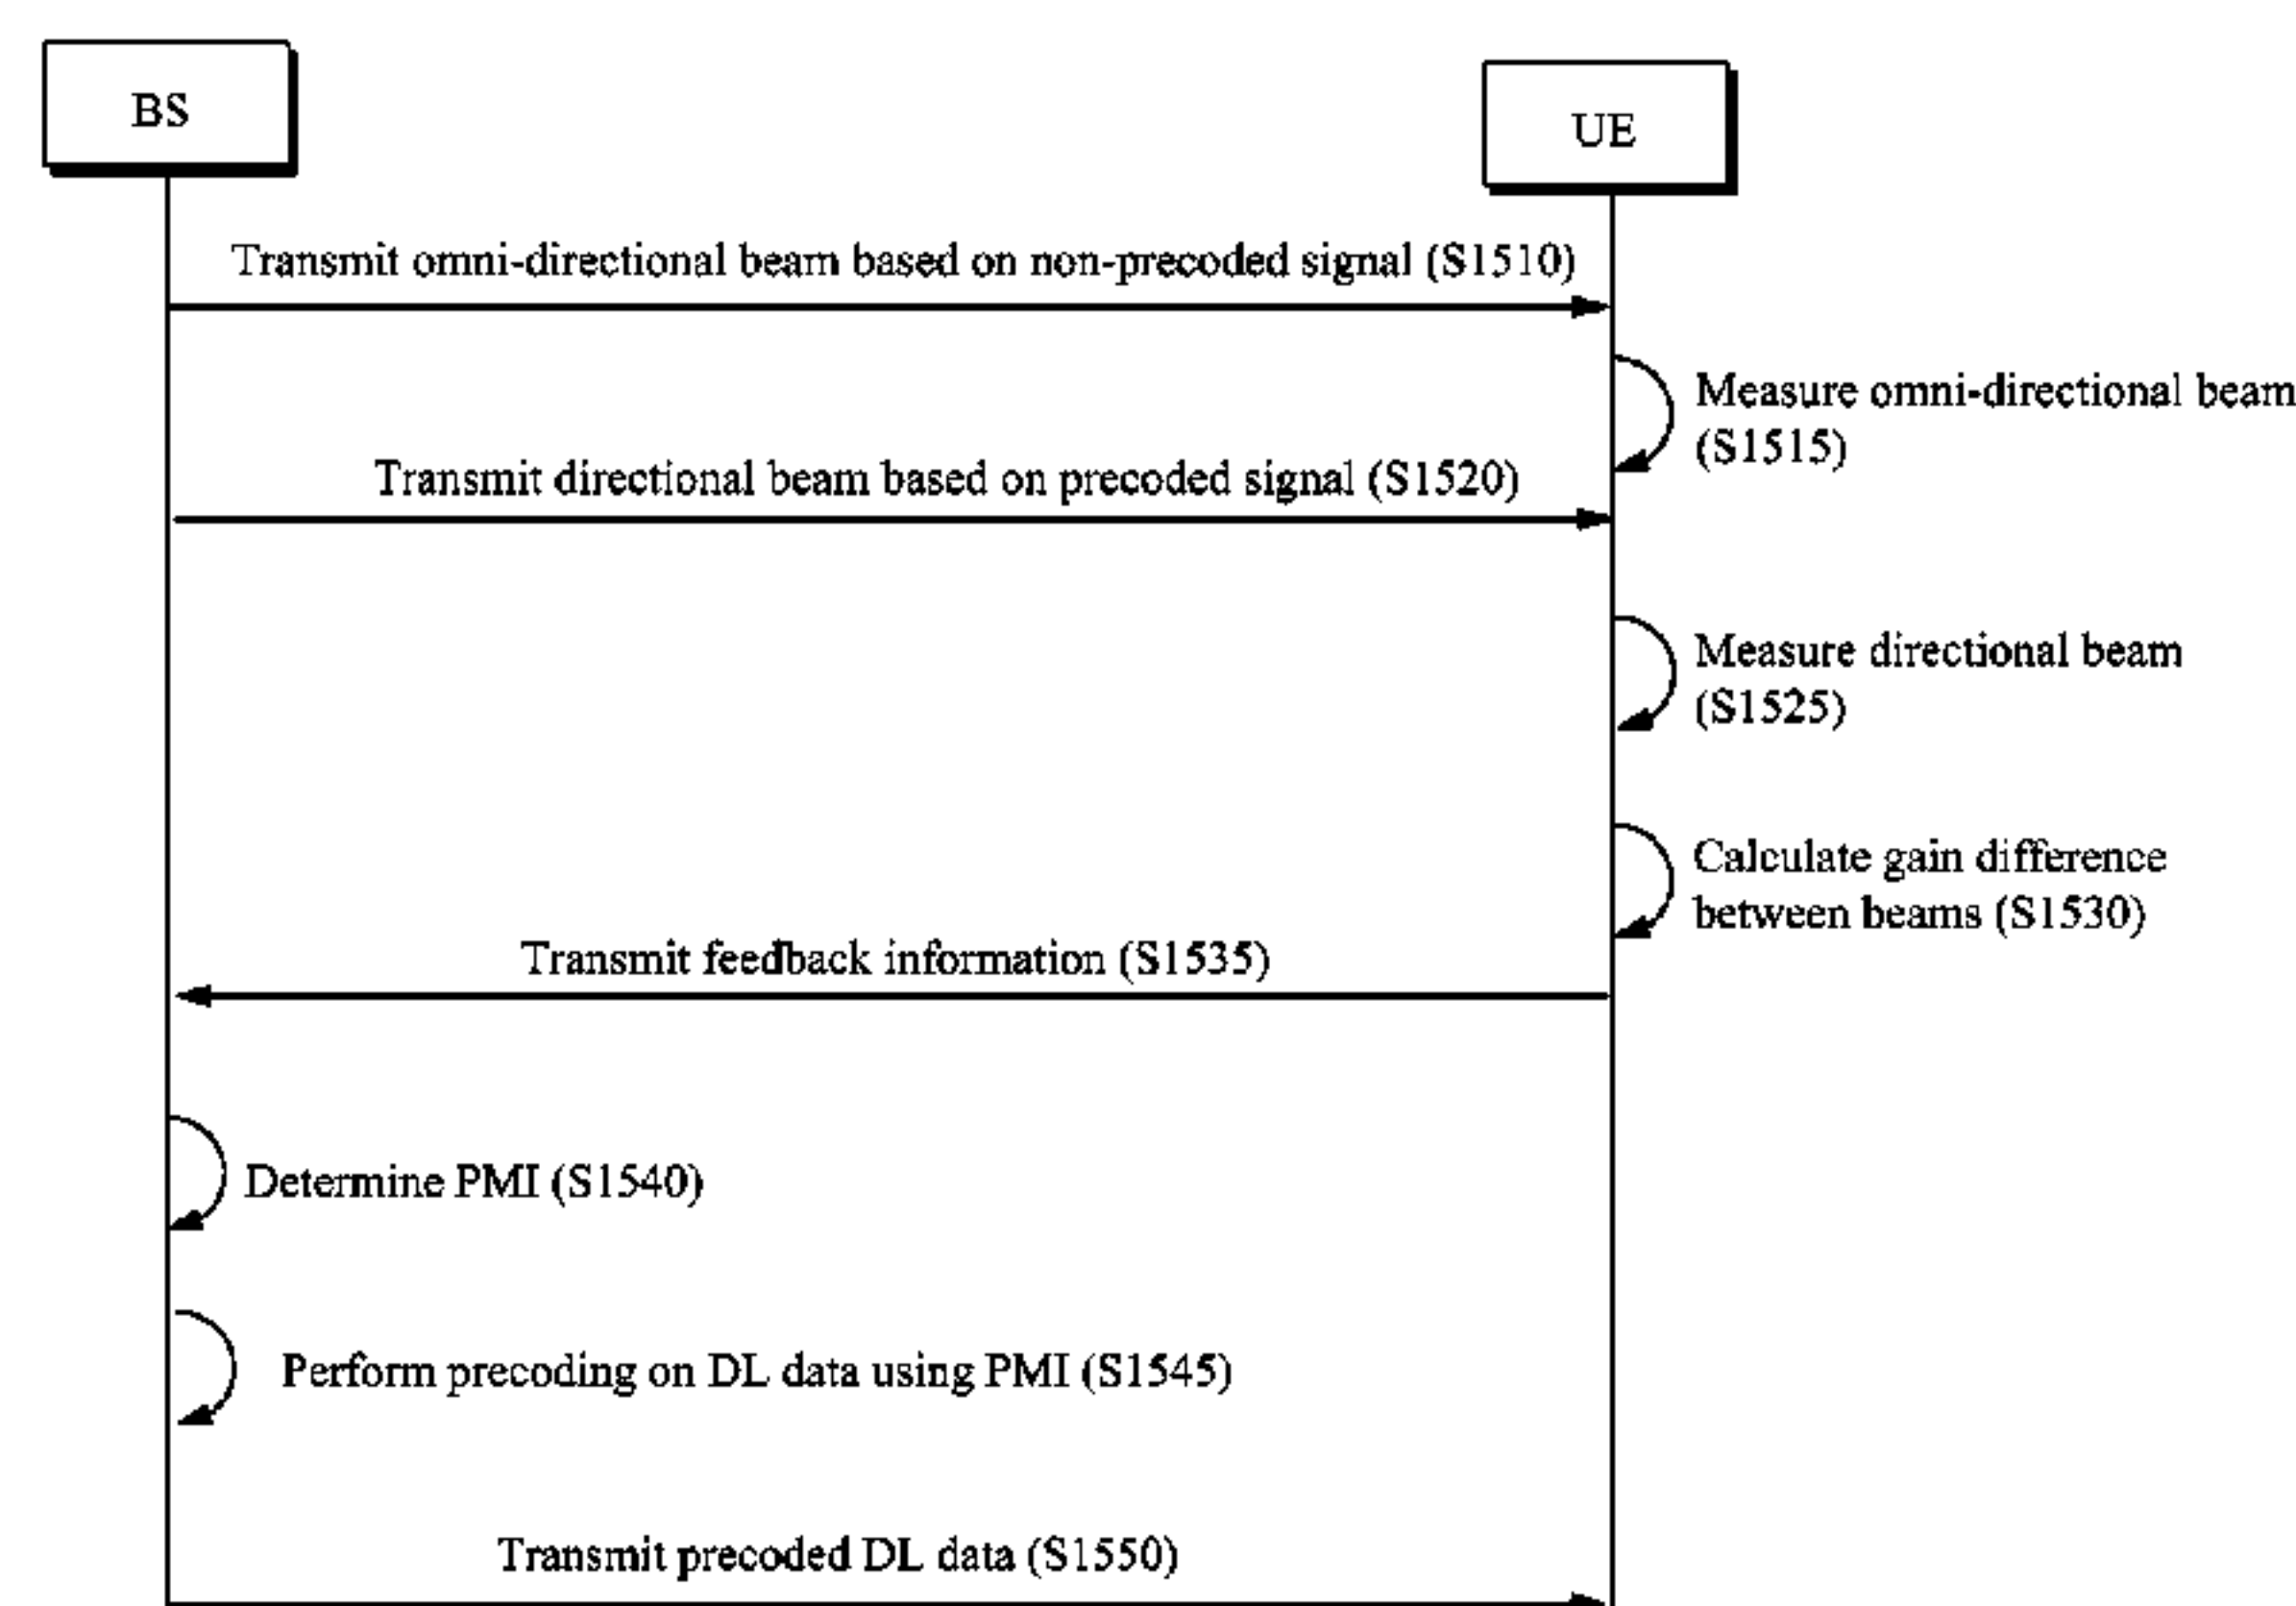 BS
UE
Transmit omni-directional beam based on non-precoded signal (S1510)
Measure omni-directional beam
(S1515)
Transmit directional beam based on precoded signal (S1520)
Measure directional beam
(S1525)
Calculate gain difference
between beams (S1530)
Transmit feedback information (S1535)
Determine PMI (S1540)
Perform precoding on DL data using PMI (S1545)
Transmit precoded DL data (S1550)